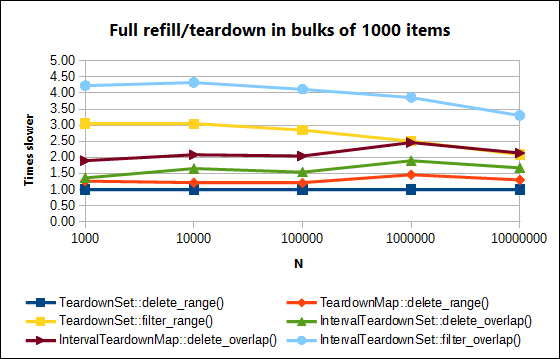 Full refill/teardown in bulks of 1000 items
5.00
4.50
4.00
3.50
3.00
2.50
2.00
1.50
1.00
0.50
0.00
Times slower
1000 10000 100000 1000000 10000000
N
TeardownSet::delete_range() TeardownMap::delete_range()
TeardownSet::filter_range() IntervalTeardownSet::delete_overlap()
IntervalTeardownMap::delete_overlap() IntervalTeardownSet::filter_overlap()